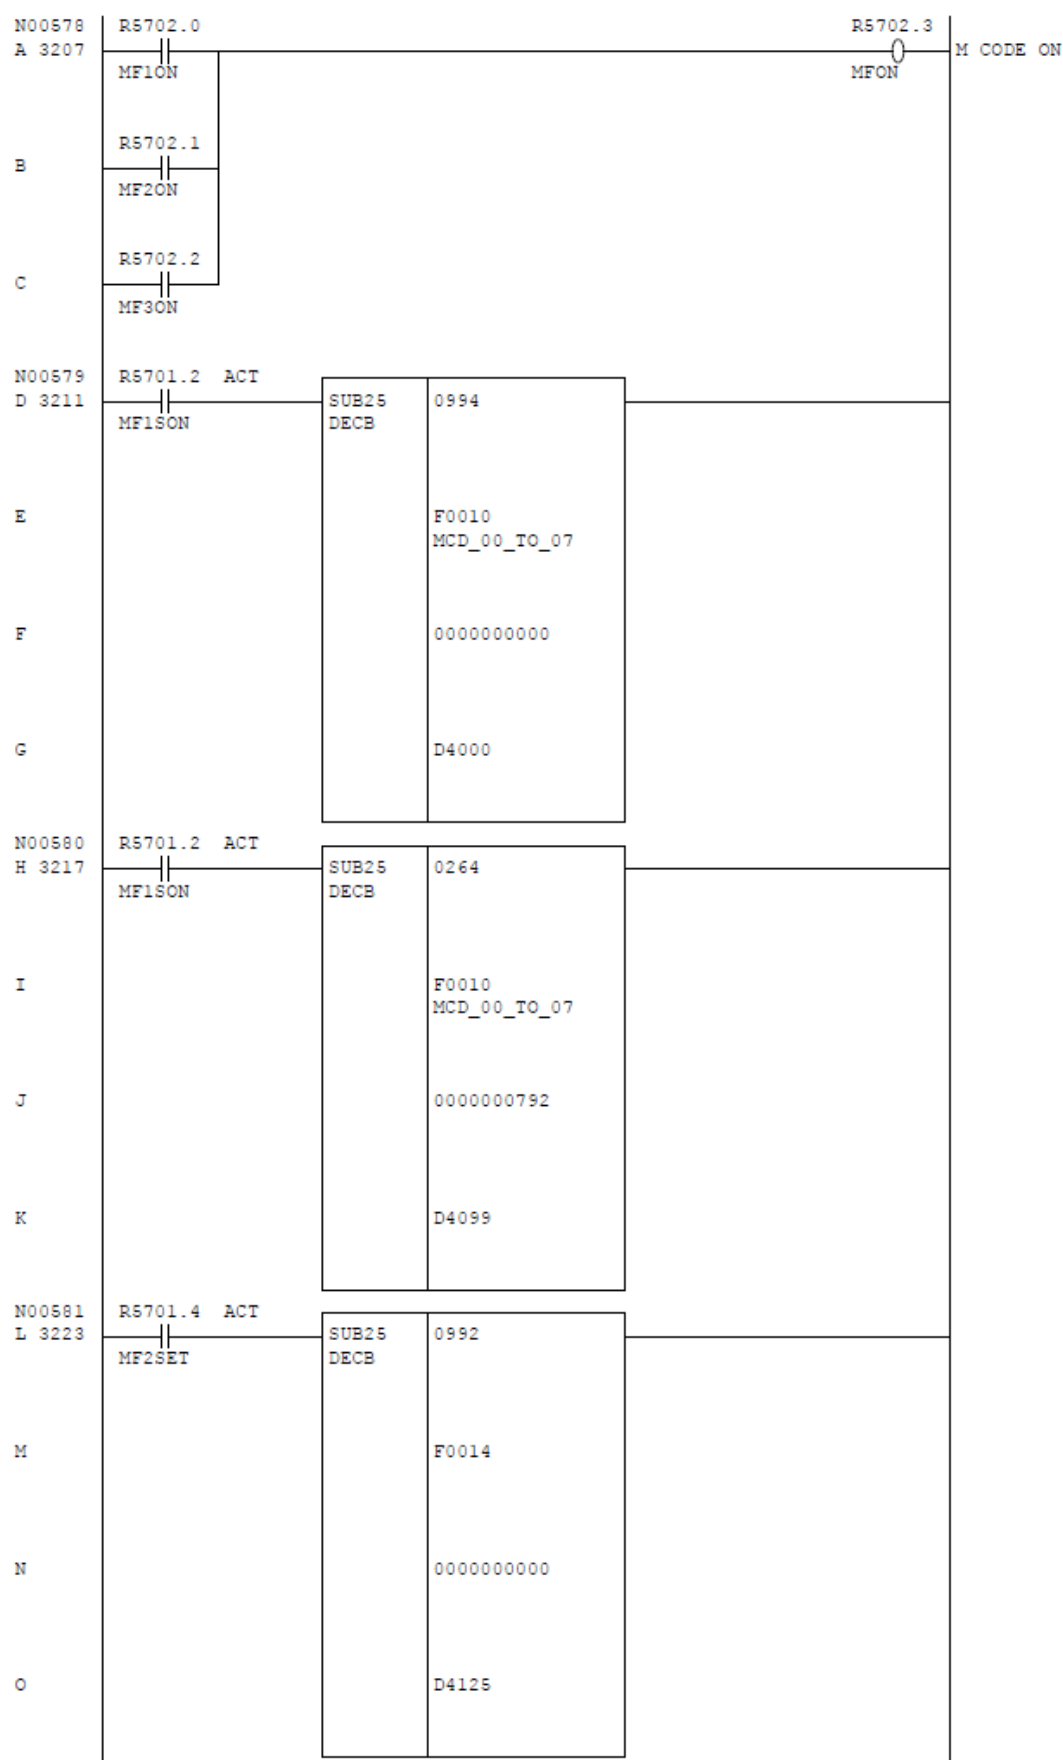 N00578 R5702.0 R5702.3
A 3207 M CODE ON
MF1ON MFON
R5702.1
B
MF2ON
R5702.2
C
MF3ON
N00579 R5701.2 ACT
D 3211 SUB25 0994
MF1SON DECB
E F0010
MCD_00_TO_07
F 0000000000
G D4000
N00580 R5701.2 ACT
H 3217 SUB25 0264
MF1SON DECB
I F0010
MCD_00_TO_07
J 0000000792
K D4099
N00581 R5701.4 ACT
L 3223 SUB25 0992
MF2SET DECB
M F0014
N 0000000000
O D4125